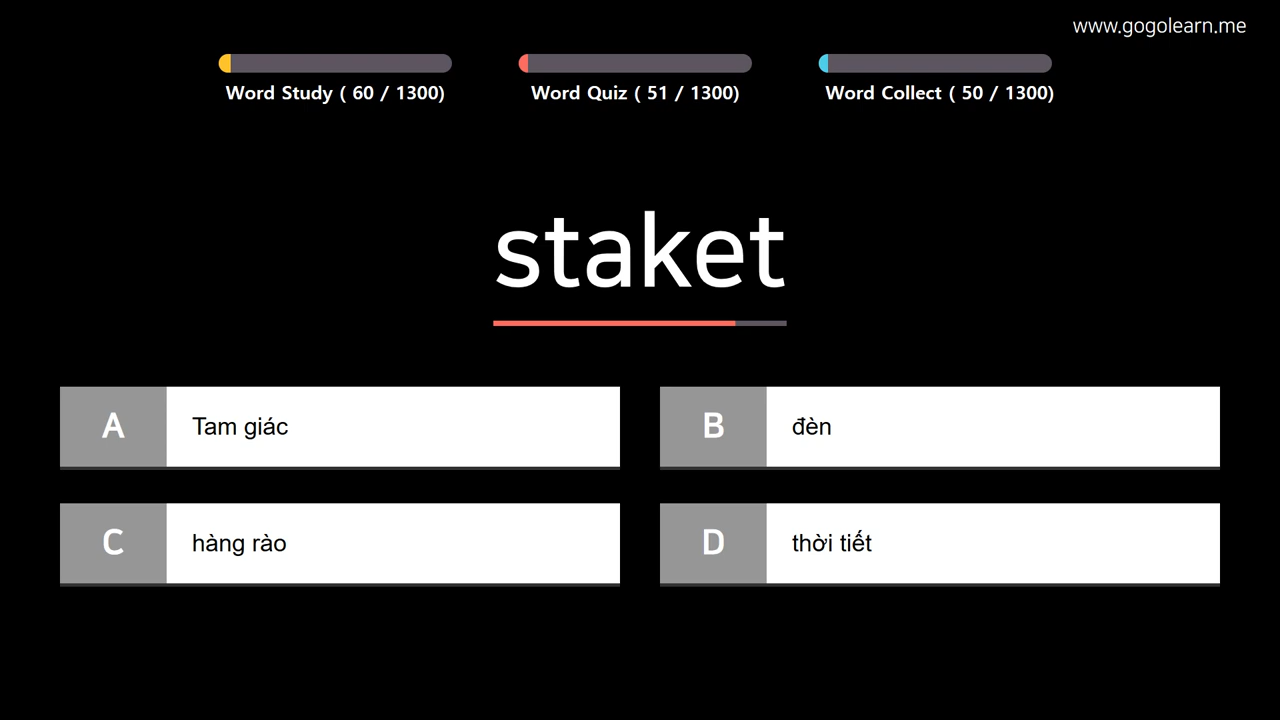 www.gogolearn.me
Word Study ( 60 / 1300)
Word Quiz ( 51 / 1300)
Word Collect ( 50 / 1300)
staket
A
Tam giác
B
đèn
C
hàng rào
D
thời tiết